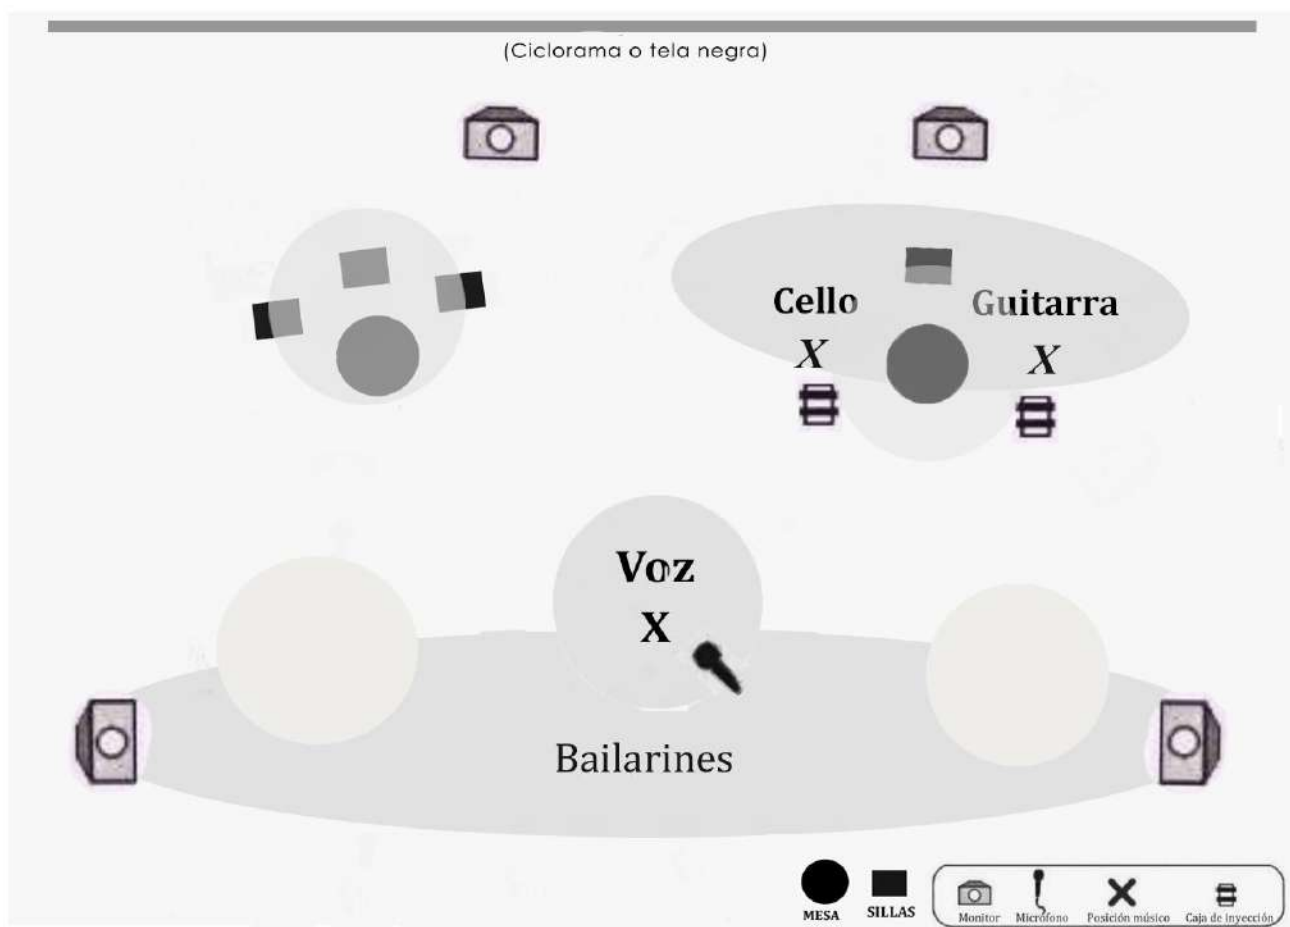 (Ciclorama o tela negra)
Cello
Guitarra
X
X
Voz
X
Bailarines
MESA
SILLAS
Monitor
Micrófono
Posición músico
Caja de inyección